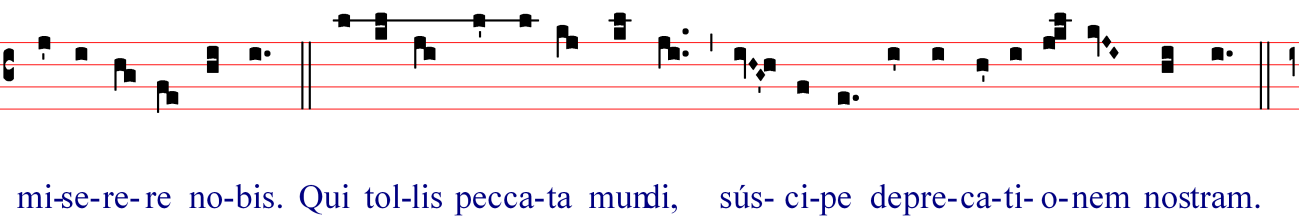 mi-se-re-re no-bis. Qui tol-lis pecca-ta mundi, sús-ci-pe depre-ca-ti-o-nem nostram.